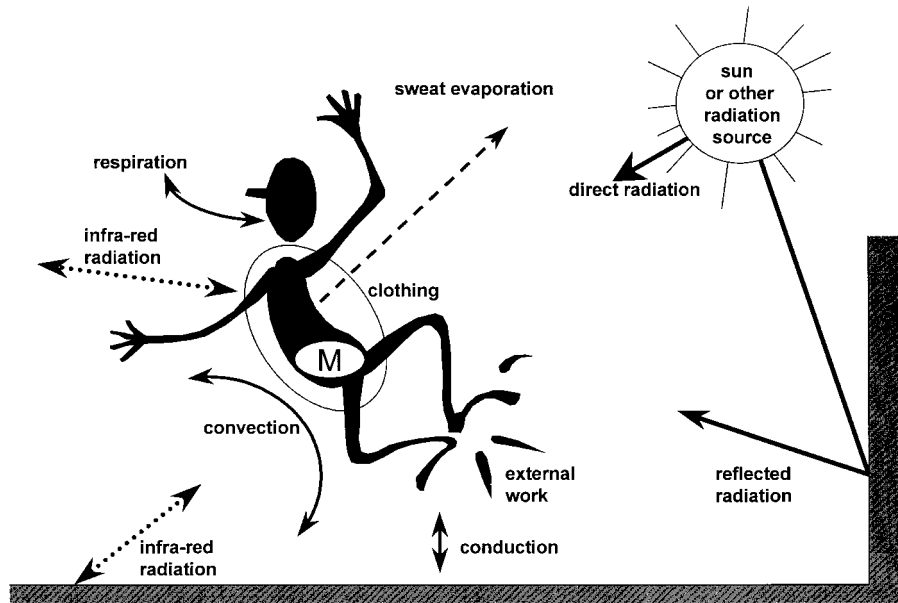 sun
or other
radiation
source
sweat evaporation
respiration
direct radiation
infra-red
radiation
clothing
M
convection
external
work
reflected
radiation
infra-red
radiation
conduction